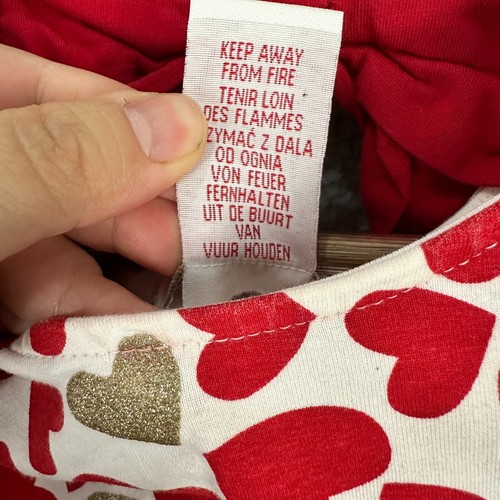 KEEP AWAY
FROM FIRE
TENIR LOIN
DES FLAMMES
ZYMAĆ Z DALA
OD OGNIA
VON FEUER
FERNHALTEN
UIT DE BUURT
VAN
VUUR HOUDEN